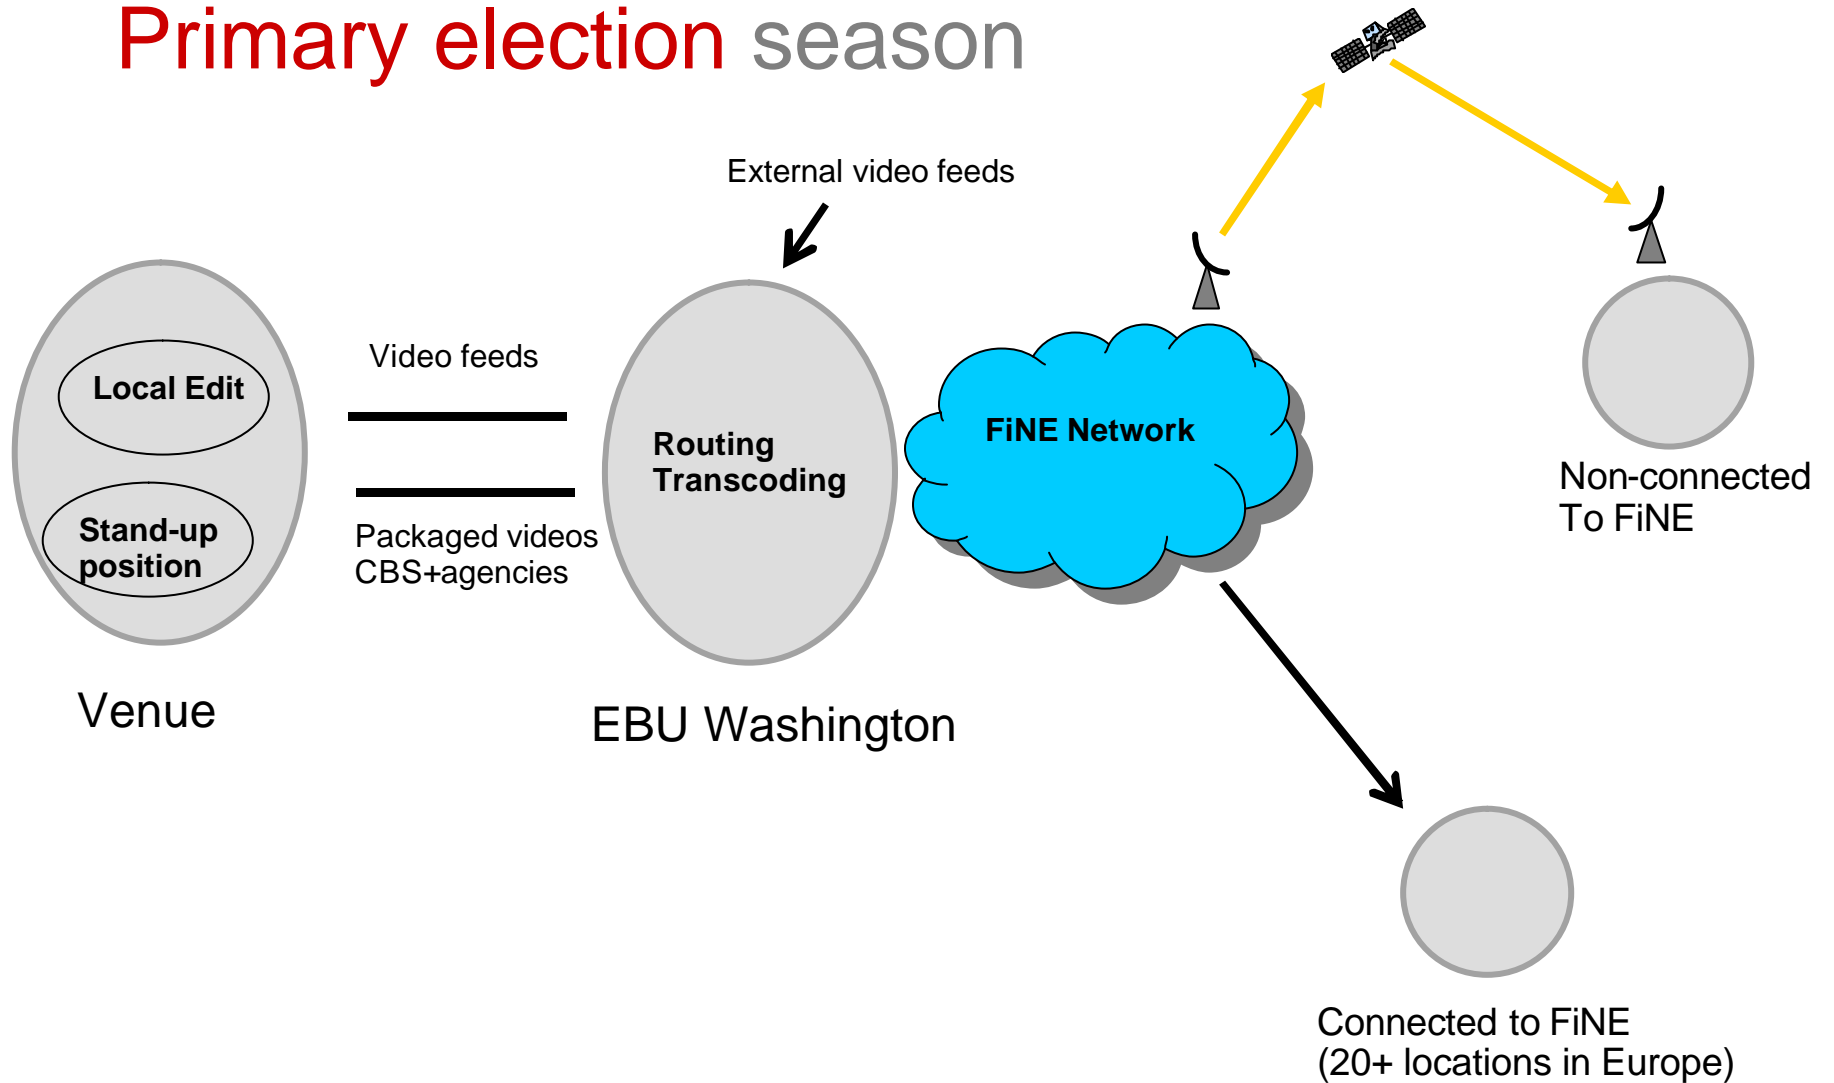 Primary election season
External video feeds
Video feeds
Local Edit
Stand-up
position
Packaged videos
CBS+agencies
Venue
Routing
Transcoding
EBU Washington
FiNE Network
Non-connected
To FiNE
Connected to FiNE
(20+ locations in Europe)